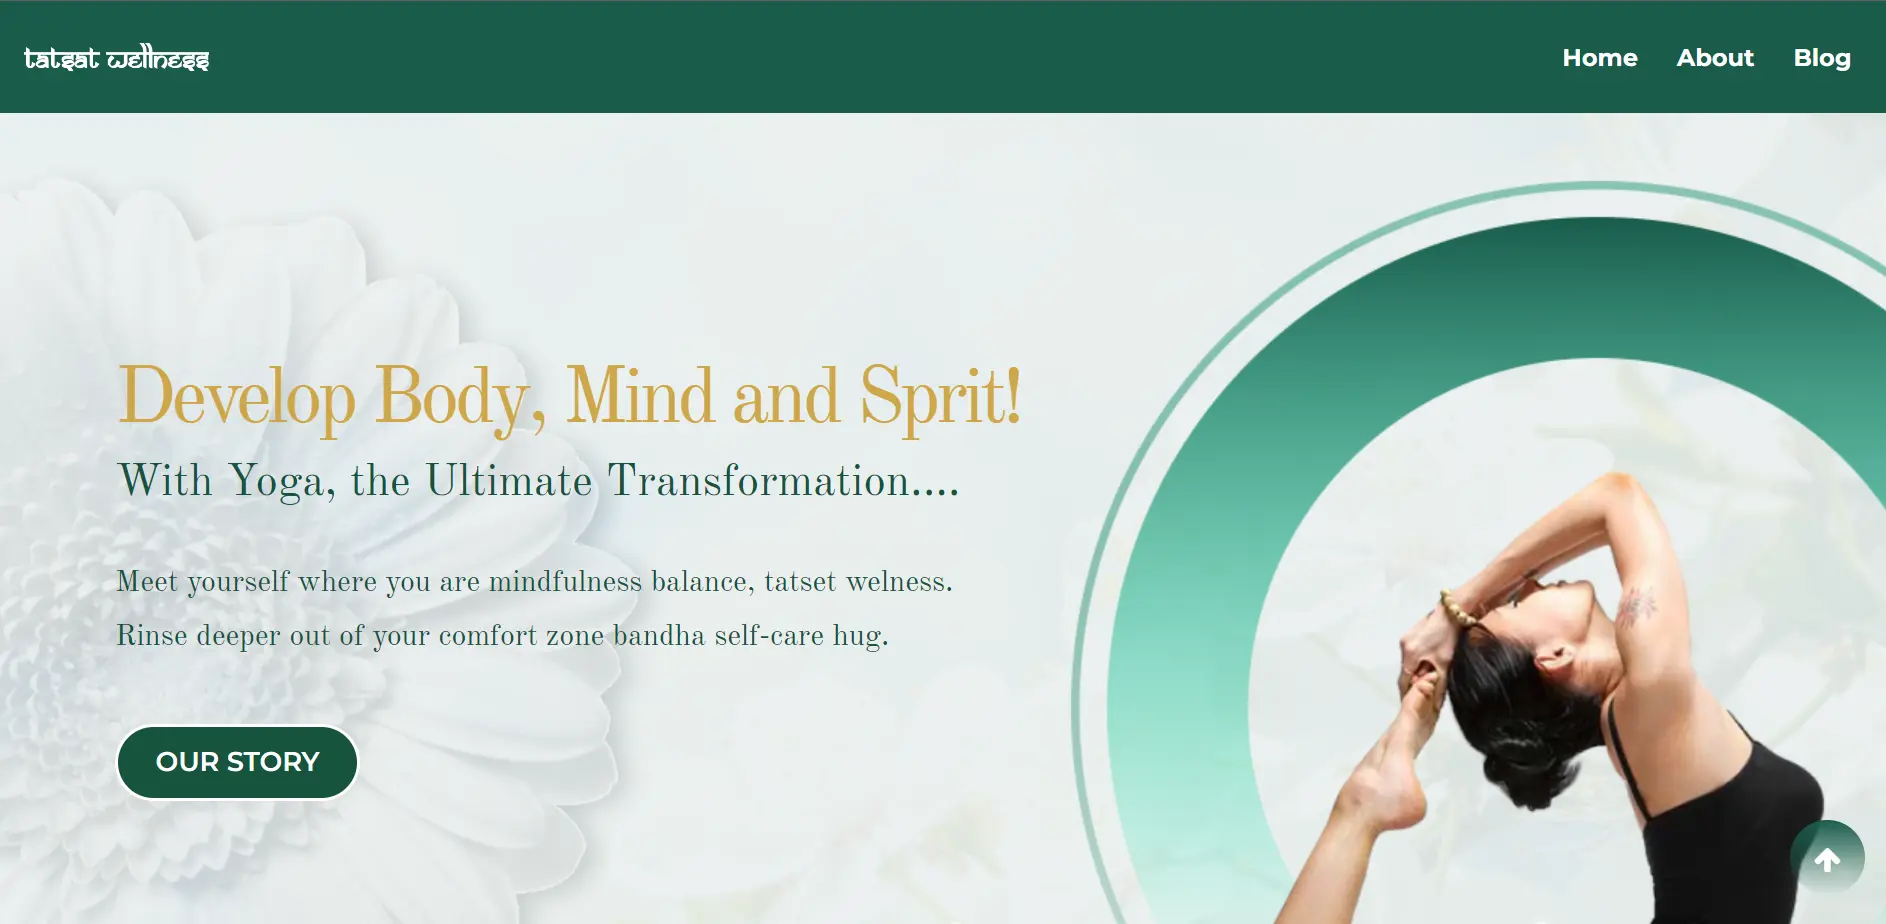 tatsat wellness
Home About Blog
Develop Body, Mind and Sprit!
With Yoga, the Ultimate Transformation....
Meet yourself where you are mindfulness balance, tatset welness.
Rinse deeper out of your comfort zone bandha self-care hug.
OUR STORY